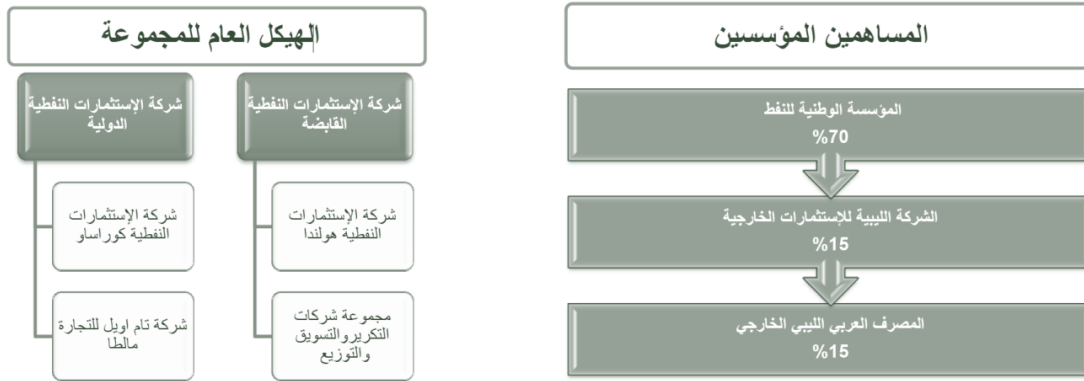 المساهمين المؤسسين
المؤسسة الوطنية للنفط
%70
الشركة الليبية للإستثمارات الخارجية
%15
المصرف العربي الليبي الخارجي
%15
الهيكل العام للمجموعة
شركة الإستثمارات النفطية
القابضة
شركة الإستثمارات
النفطية هولندا
مجموعة شركات
التكريروالتسويق
والتوزيع
شركة الإستثمارات النفطية
الدولية
شركة الإستثمارات
النفطية كوراساو
شركة تام اويل للتجارة
مالطا